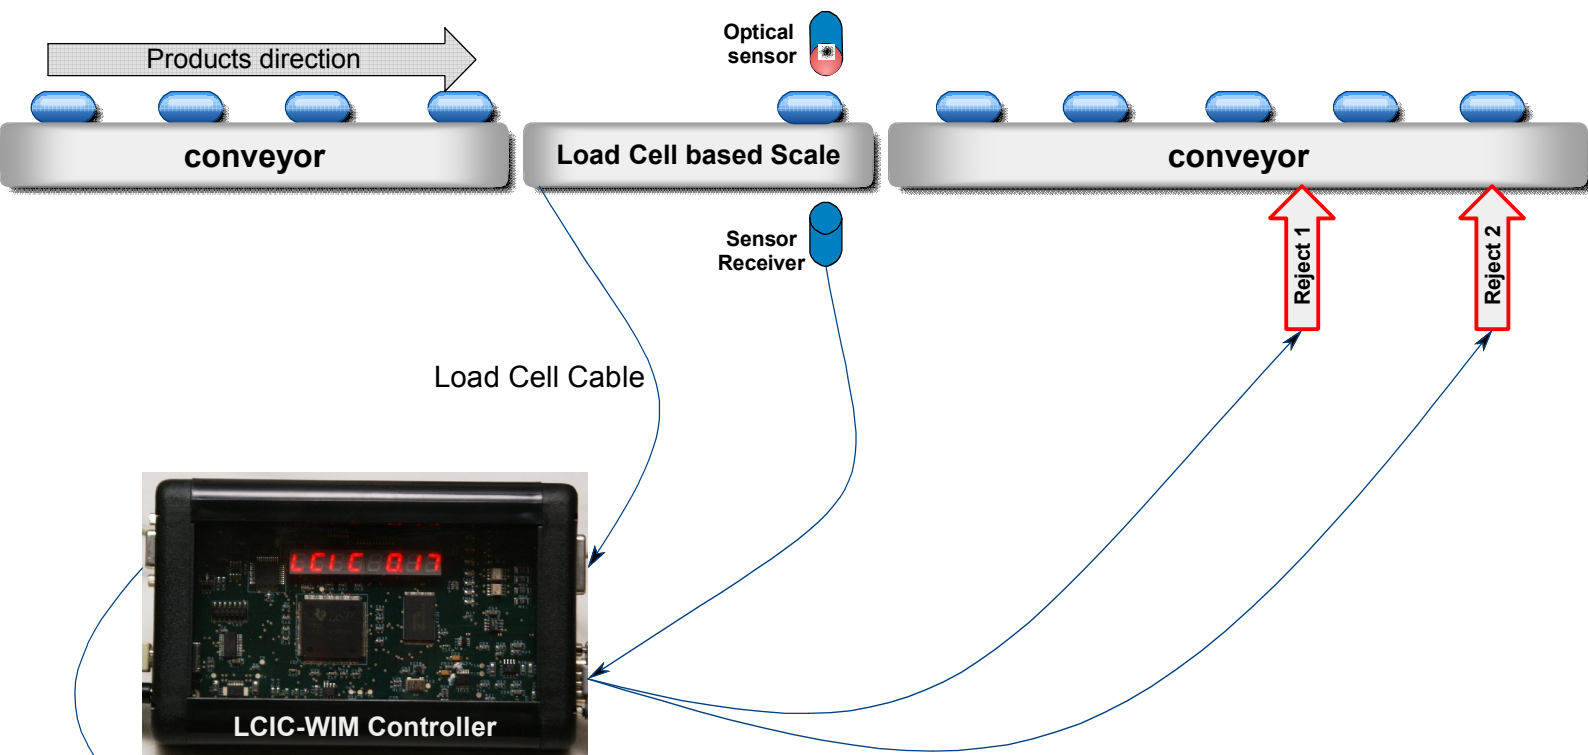 Optical
sensor
Products direction
conveyor
Load Cell based Scale
conveyor
Sensor
Receiver
Reject 1
Reject 2
Load Cell Cable
LCIC 0.17
LCIC-WIM Controller